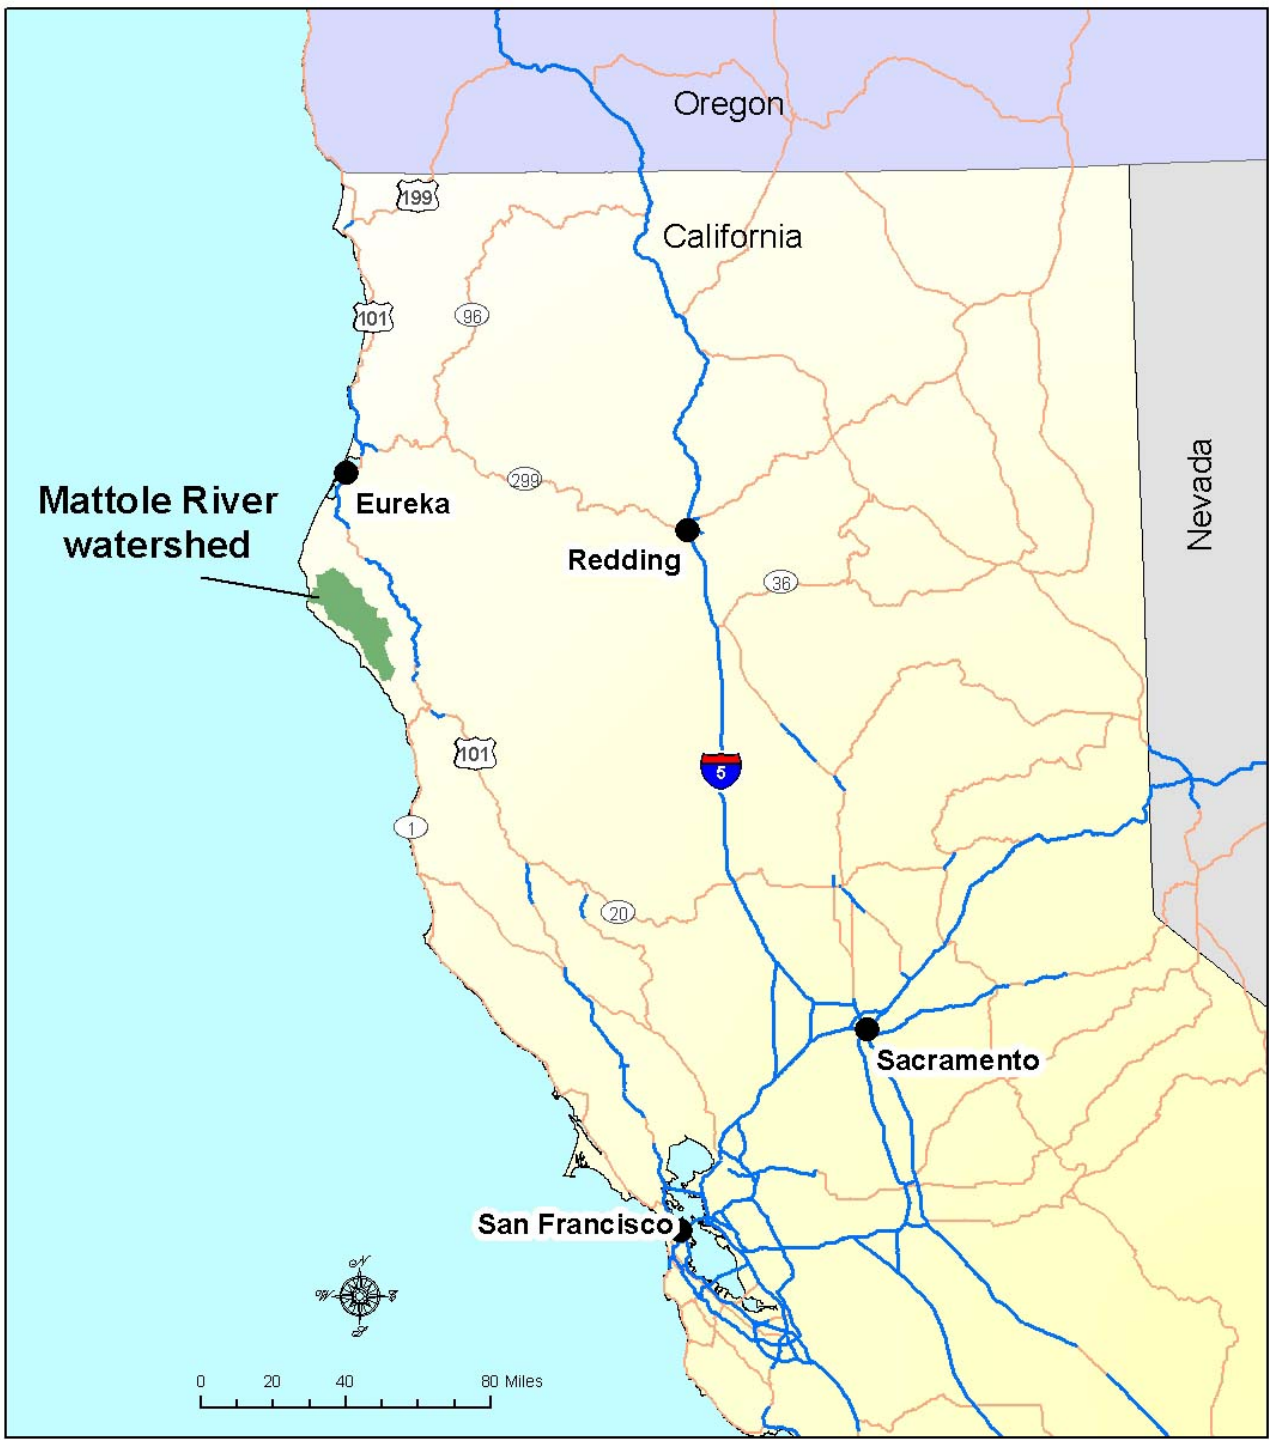 Oregon
199
California
101
96
Nevada
299
Eureka
Mattole River
watershed
Redding
36
101
5
1
20
Sacramento
San Francisco
N
W E
S
0 20 40 80 Miles